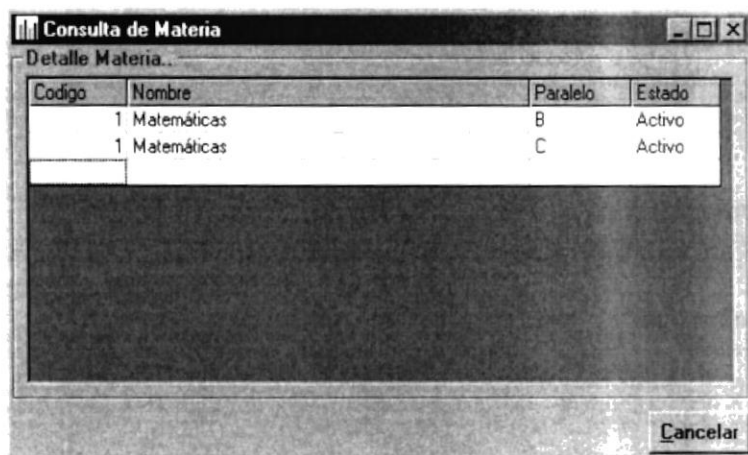 Consulta de Materia
Detalle Materia..
Codigo Nombre Paralelo Estado
1 Matemáticas B Activo
1 Matemáticas C Activo
Cancelar